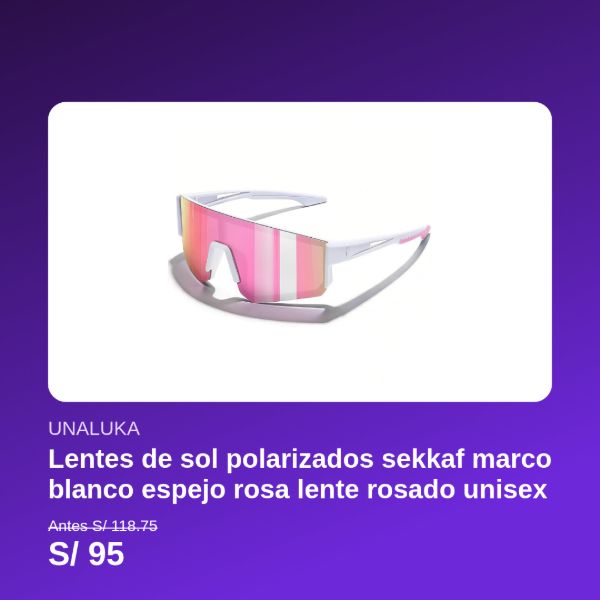 UNALUKA
Lentes de sol polarizados sekkaf marco
blanco espejo rosa lente rosado unisex
Antes S/ 118.75
S/ 95